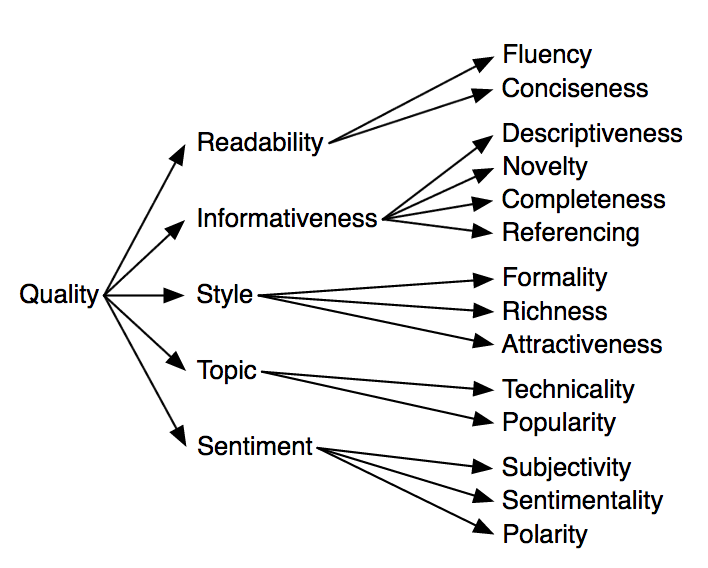 Fluency
Conciseness
Readability
Descriptiveness
Novelty
Completeness
Informativeness
Referencing
Formality
Quality
Style
Richness
Attractiveness
Topic
Technicality
Popularity
Sentiment
Subjectivity
Sentimentality
Polarity